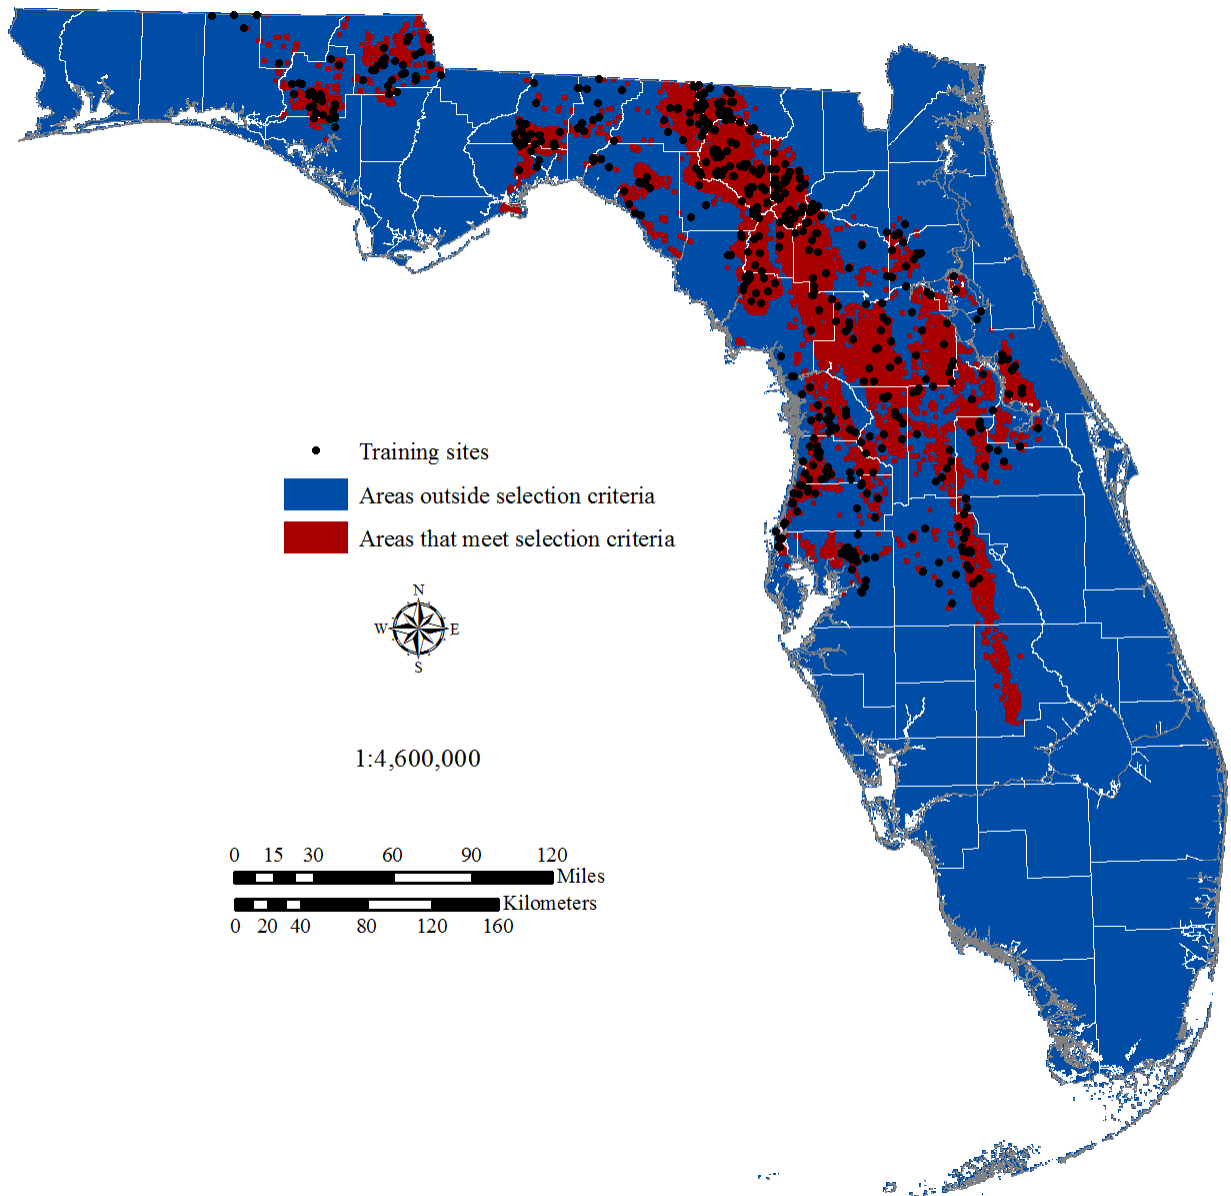 Training sites
Areas outside selection criteria
Areas that meet selection criteria
N
W E
S
1:4,600,000
0 15 30 60 90 120
Miles
Kilometers
0 20 40 80 120 160